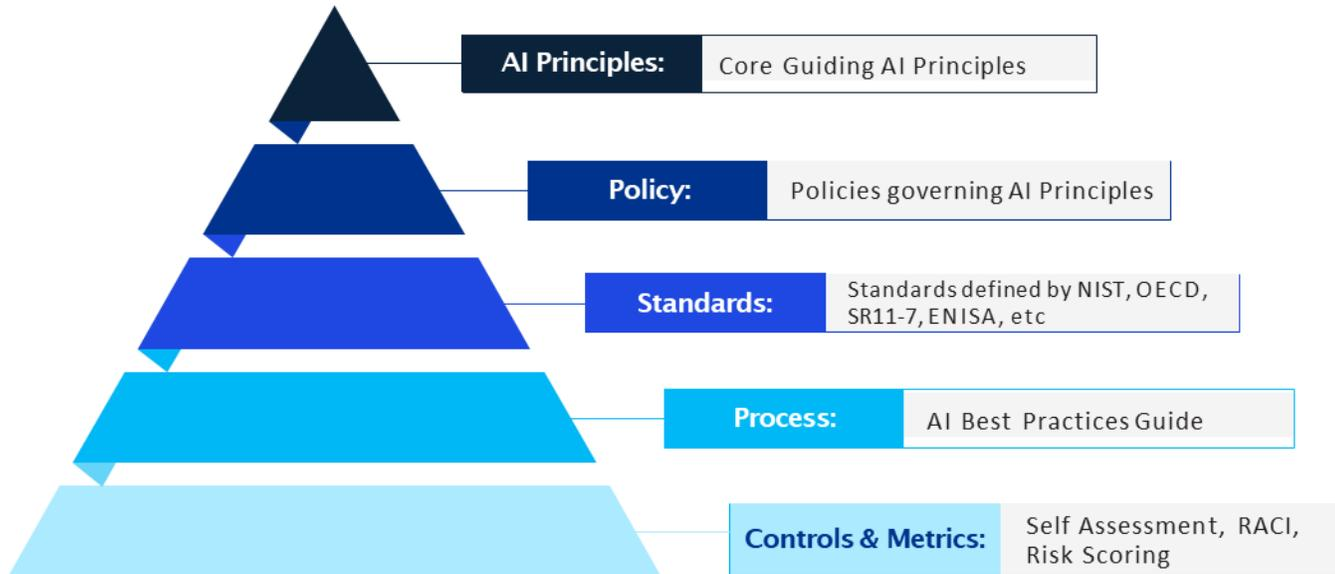 AI Principles:
Core Guiding AI Principles
Policy:
Policies governing AI Principles
Standards:
Standards defined by NIST, OECD,
SR11-7, ENISA, etc
Process:
AI Best Practices Guide
Controls & Metrics:
Self Assessment, RACI,
Risk Scoring